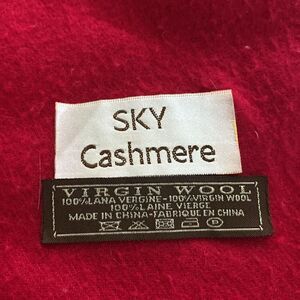 SKY
Cashmere
VIRGIN WOOL
100%LANA VERGINE-100%VIRGIN WOOL
100%LAINE VIERGE
MADE IN CHINA-FABRIQUE EN CHINA